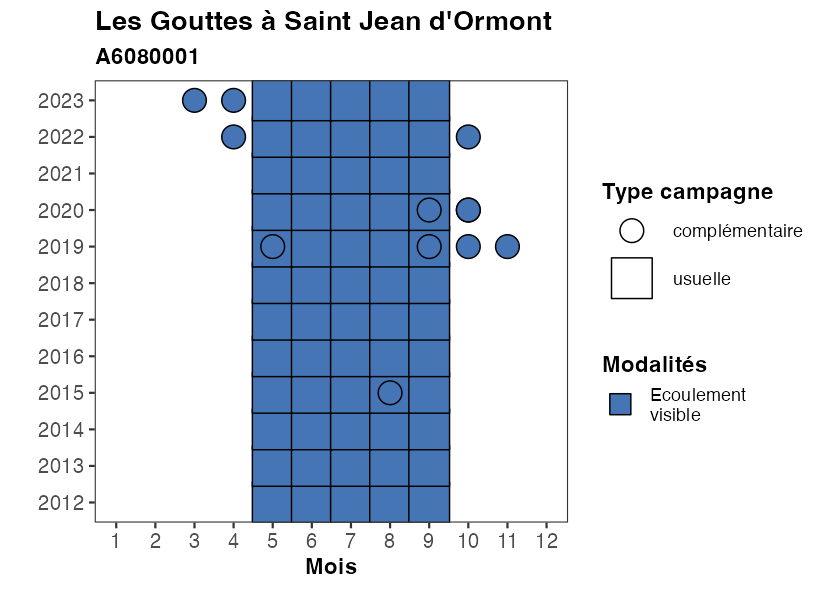 Les Gouttes à Saint Jean d'Ormont
A6080001
2023
2022
2021
2020
2019
2018
2017
2016
2015
2014
2013
2012
1 2 3 4 5 6 7 8 9 10 11 12
Mois
Type campagne
complémentaire
usuelle
Modalités
Ecoulement
visible